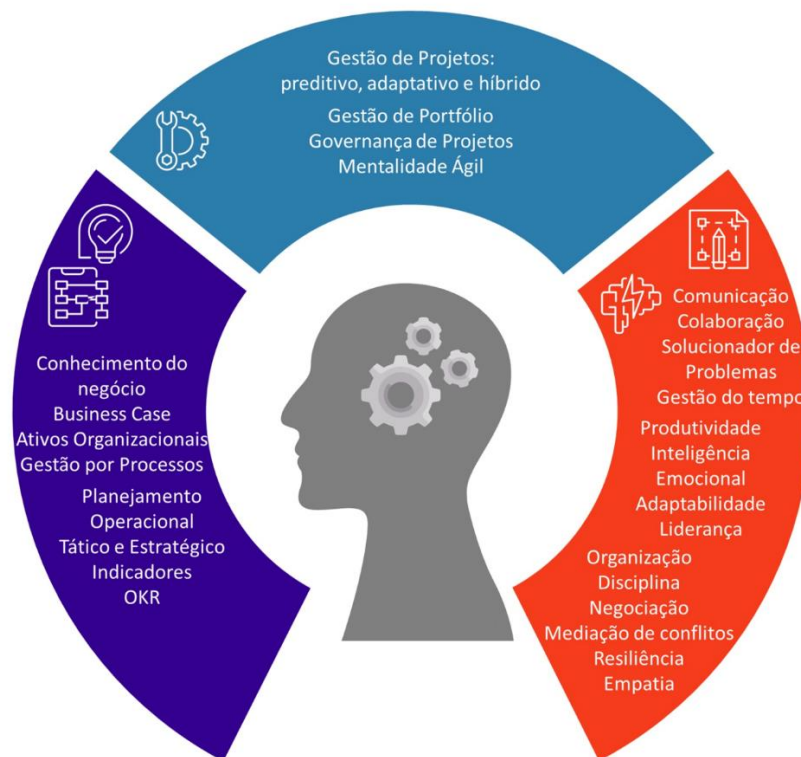 Gestão de Projetos:
preditivo, adaptativo e híbrido
Gestão de Portfólio
Governança de Projetos
Mentalidade Ágil
Conhecimento do
negócio
Business Case
Ativos Organizacionais
Gestão por Processos
Planejamento
Operacional
Tático e Estratégico
Indicadores
OKR
Comunicação
Colaboração
Solucionador de
Problemas
Gestão do tempo
Produtividade
Inteligência
Emocional
Adaptabilidade
Liderança
Organização
Disciplina
Negociação
Mediação de conflitos
Resiliência
Empatia